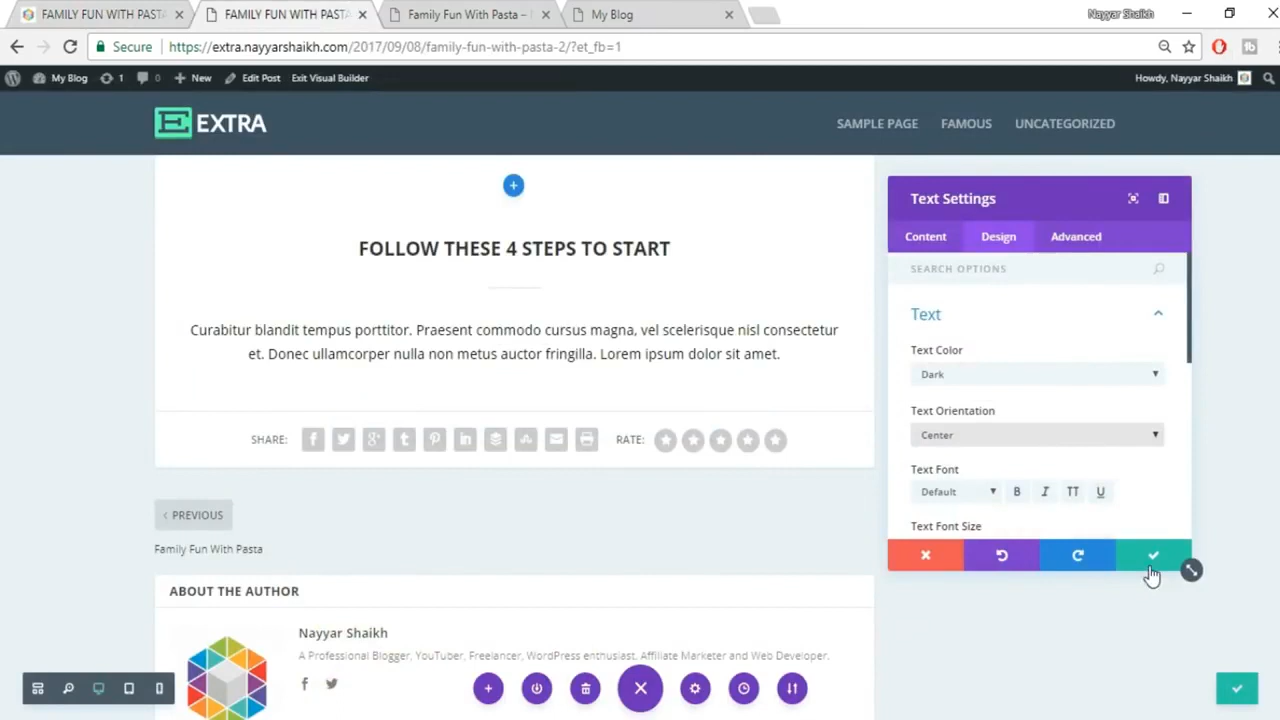 FAMILY FUN WITH PASTA
FAMILY FUN WITH PASTA
Family Fun With Pasta –
My Blog
Nayyar Shaikh
Secure
https://extra.nayyarshaikh.com/2017/09/08/family-fun-with-pasta-2/?et_fb=1
My Blog
1
0
New
Edit Post
Exit Visual Builder
Howdy, Nayyar Shaikh
EXTRA
SAMPLE PAGE
FAMOUS
UNCATEGORIZED
FOLLOW THESE 4 STEPS TO START
Curabitur blandit tempus porttitor. Praesent commodo cursus magna, vel scelerisque nisl consectetur
et. Donec ullamcorper nulla non metus auctor fringilla. Lorem ipsum dolor sit amet.
SHARE:
RATE:
PREVIOUS
Family Fun With Pasta
ABOUT THE AUTHOR
Nayyar Shaikh
A Professional Blogger, YouTuber, Freelancer, WordPress enthusiast, Affiliate Marketer and Web Developer.
Text Settings
Content
Design
Advanced
SEARCH OPTIONS
Text
Text Color
Dark
Text Orientation
Center
Text Font
Default
B
I
TT
U
Text Font Size